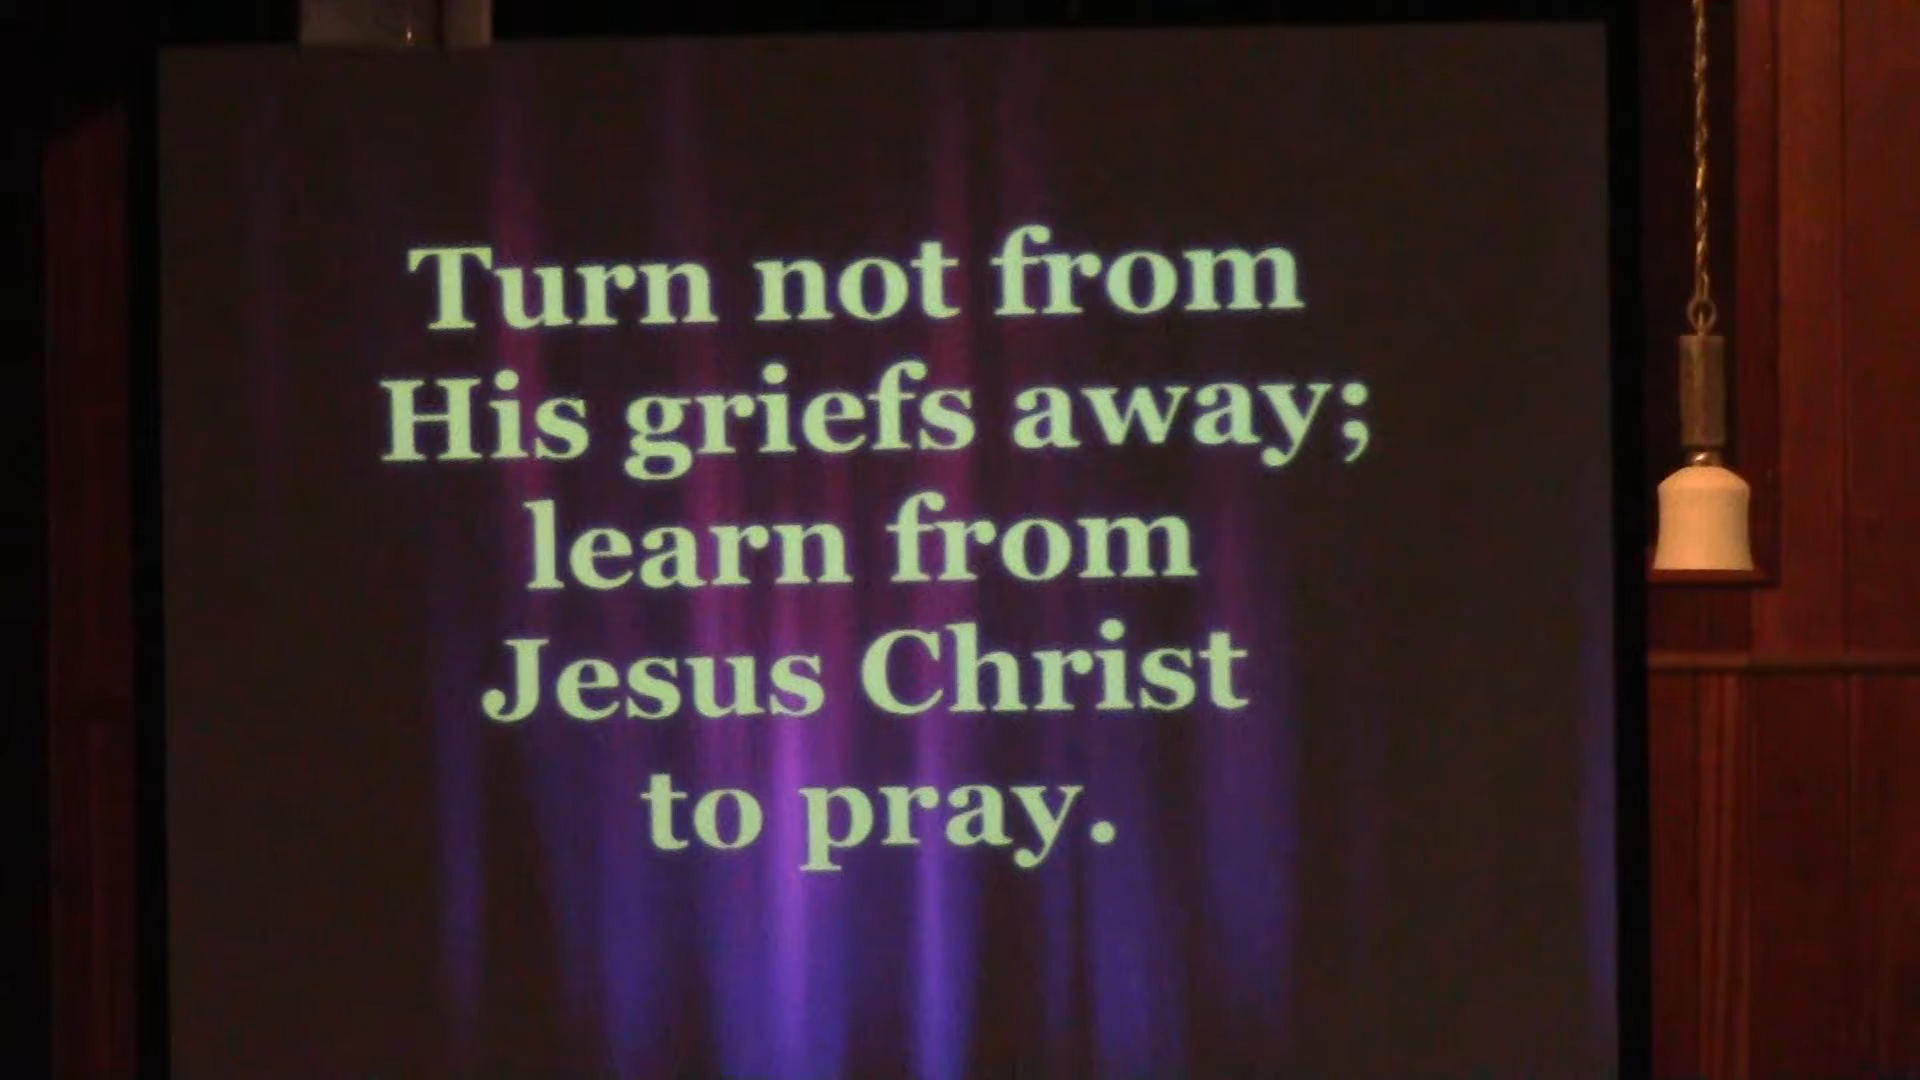 Turn not from
His griefs away;
learn from
Jesus Christ
to pray.